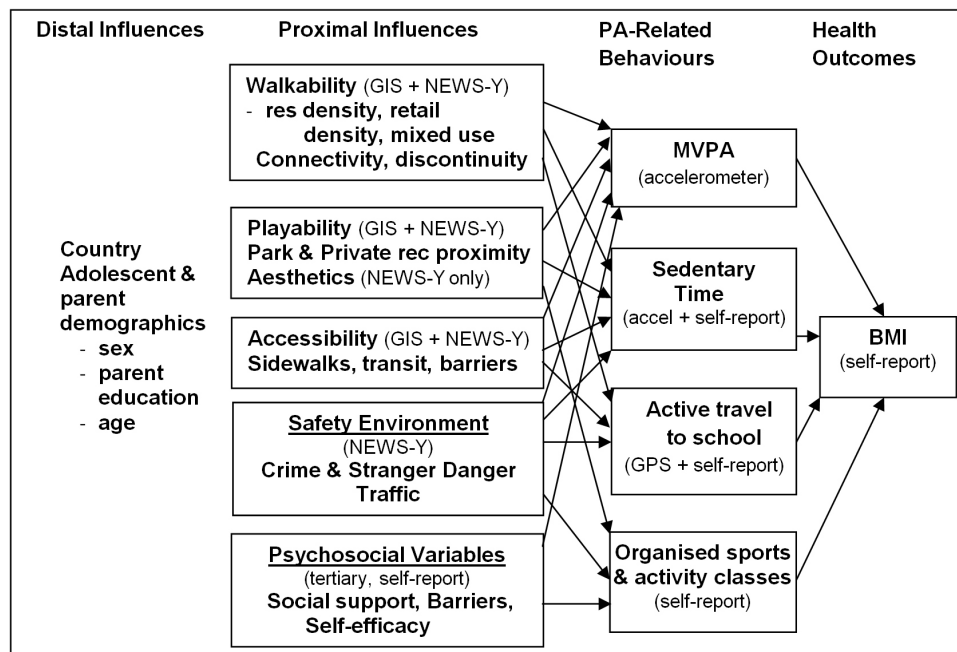 Distal Influences
Proximal Influences
PA-Related
Behaviours
Health
Outcomes
Country
Adolescent &
parent
demographics
- sex
- parent
education
- age
Walkability (GIS + NEWS-Y)
- res density, retail
density, mixed use
Connectivity, discontinuity
Playability (GIS + NEWS-Y)
Park & Private rec proximity
Aesthetics (NEWS-Y only)
Accessibility (GIS + NEWS-Y)
Sidewalks, transit, barriers
Safety Environment
(NEWS-Y)
Crime & Stranger Danger
Traffic
Psychosocial Variables
(tertiary, self-report)
Social support, Barriers,
Self-efficacy
MVPA
(accelerometer)
Sedentary
Time
(accel + self-report)
Active travel
to school
(GPS + self-report)
Organised sports
& activity classes
(self-report)
BMI
(self-report)